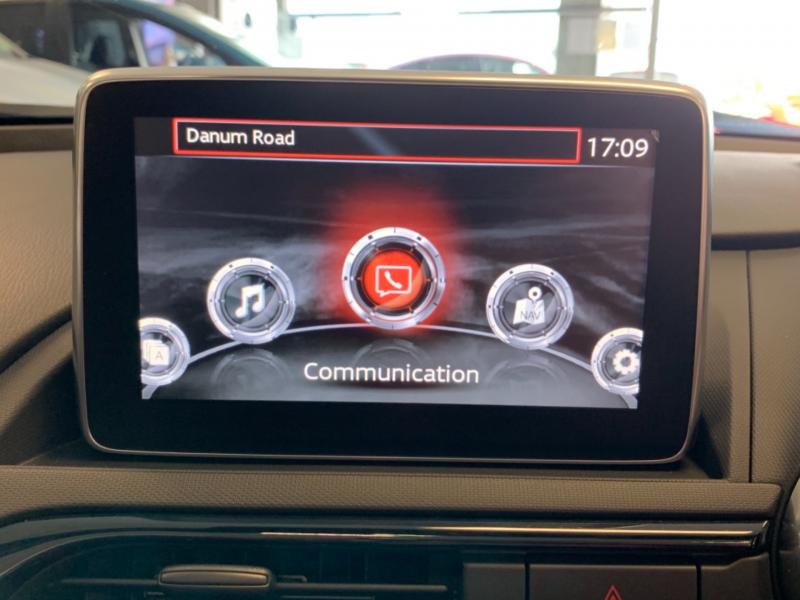 Danum Road
17:09
NAV
A
Communication